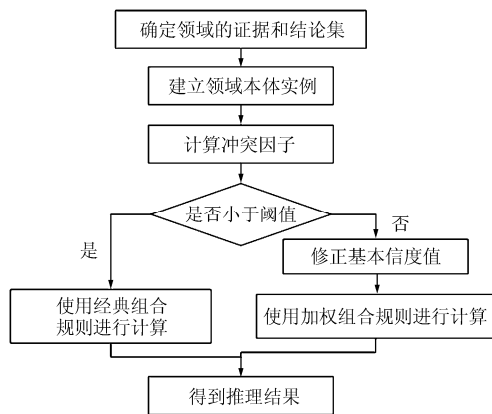 确定领域的证据和结论集
建立领域本体实例
计算冲突因子
是否小于阈值
是
否
修正基本信度值
使用经典组合
规则进行计算
使用加权组合规则进行计算
得到推理结果